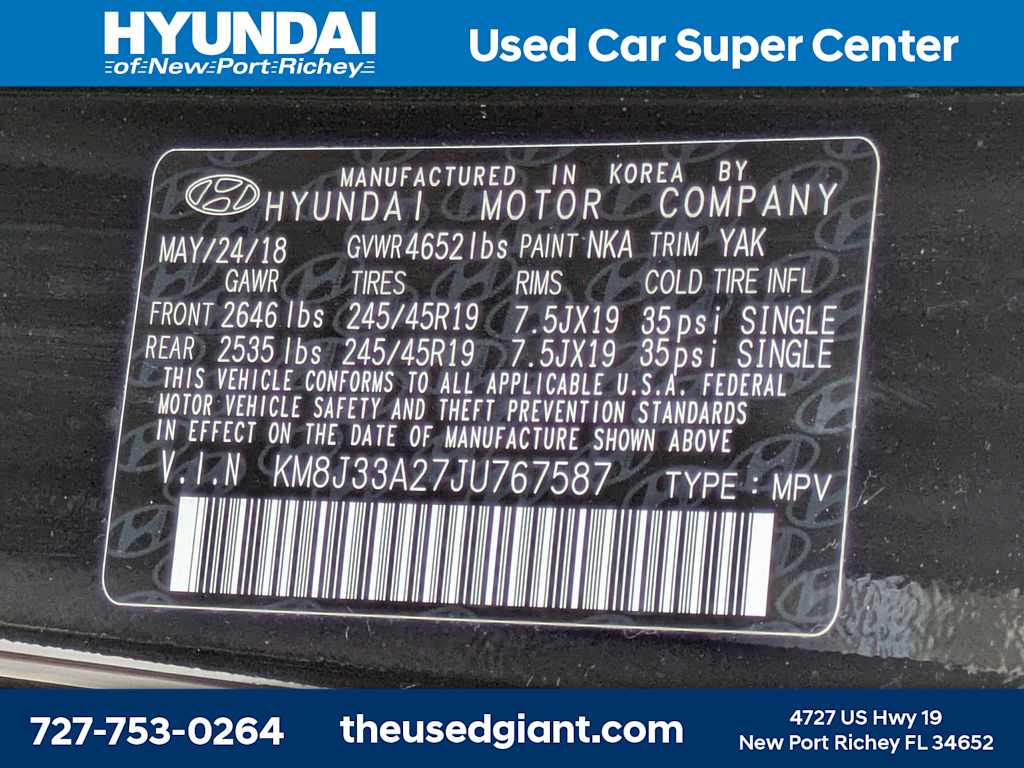 HYUNDAI
of New Port Richey
Used Car Super Center
MANUFACTURED IN KOREA BY
HYUNDAI MOTOR COMPANY
MAY/24/18 GVWR 4652 lbs PAINT NKA TRIM YAK
GAWR TIRES RIMS COLD TIRE INFL
FRONT 2646 lbs 245/45R19 7.5JX19 35psi SINGLE
REAR 2535 lbs 245/45R19 7.5JX19 35psi SINGLE
THIS VEHICLE CONFORMS TO ALL APPLICABLE U.S.A. FEDERAL
MOTOR VEHICLE SAFETY AND THEFT PREVENTION STANDARDS
IN EFFECT ON THE DATE OF MANUFACTURE SHOWN ABOVE
V.I.N KM8J33A27JU767587 TYPE : MPV
727-753-0264
theusedgiant.com
4727 US Hwy 19
New Port Richey FL 34652